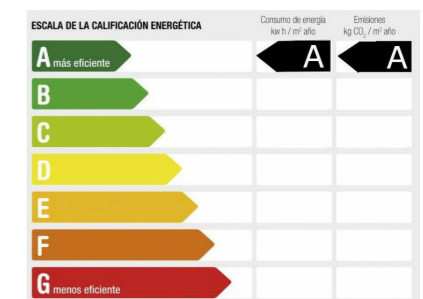 ESCALA DE LA CALIFICACIÓN ENERGÉTICA
Consumo de energía
kw h / m² año
Emisiones
kg CO₂ / m² año
A más eficiente
A
A
B
C
D
E
F
G menos eficiente